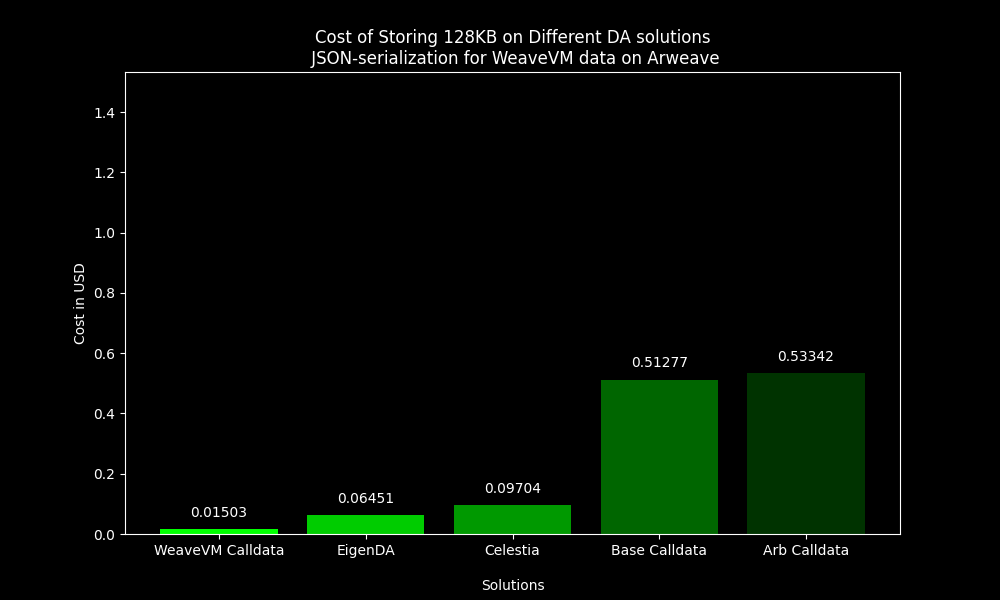 Cost of Storing 128KB on Different DA solutions
JSON-serialization for WeaveVM data on Arweave
Cost in USD
1.4
1.2
1.0
0.8
0.6
0.4
0.2
0.0
0.01503
0.06451
0.09704
0.51277
0.53342
WeaveVM Calldata
EigenDA
Celestia
Base Calldata
Arb Calldata
Solutions